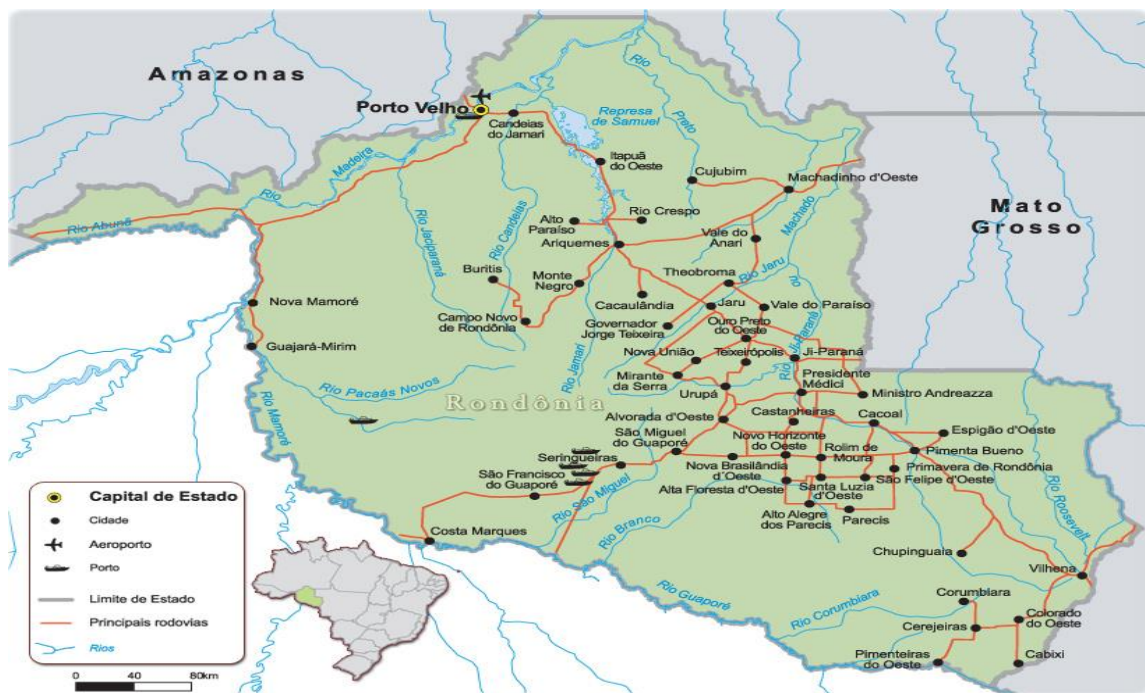 Amazonas
Porto Velho
Candeias
do Jamari
Represa
de Samuel
Rio
Preto
Itapuã
do Oeste
Cujubim
Machadinho d'Oeste
Rio
Madeira
Rio Abunã
Mato
Grosso
Rio Jaciparaná
Rio Candeias
Alto
Paraíso
Rio Crespo
Ariquemes
Vale do
Anari
Machado
Buritis
Monte
Negro
Theobroma
Rio Jaru
ou
Nova Mamoré
Campo Novo
de Rondônia
Cacaulândia
Jaru
Vale do Paraíso
Governador
Jorge Teixeira
Ouro Preto
do Oeste
Guajará-Mirim
Rio Jamari
Nova União
Teixeirópolis
Rio Ji-Paraná
Ji-Paraná
Mirante
da Serra
Presidente
Médici
Rio Pacaás Novos
Urupá
Ministro Andreazza
Rondônia
Rio Mamoré
Alvorada d'Oeste
Castanheiras
Cacoal
São Miguel
do Guaporé
Espigão d'Oeste
Novo Horizonte
do Oeste
Rolim de
Moura
Pimenta Bueno
Seringueiras
Nova Brasilândia
d'Oeste
Primavera de Rondônia
São Francisco
do Guaporé
Santa Luzia
d'Oeste
São Felipe d'Oeste
Alta Floresta d'Oeste
Rio São Miguel
Alto Alegre
dos Parecis
Parecis
Rio Branco
Rio Roosevelt
Costa Marques
Chupinguaia
Vilhena
Rio Guaporé
Corumbiara
Rio Corumbiara
Cerejeiras
Colorado
do Oeste
Pimenteiras
do Oeste
Cabixi
Capital de Estado
Cidade
Aeroporto
Porto
Limite de Estado
Principais rodovias
Rios
0 40 80km